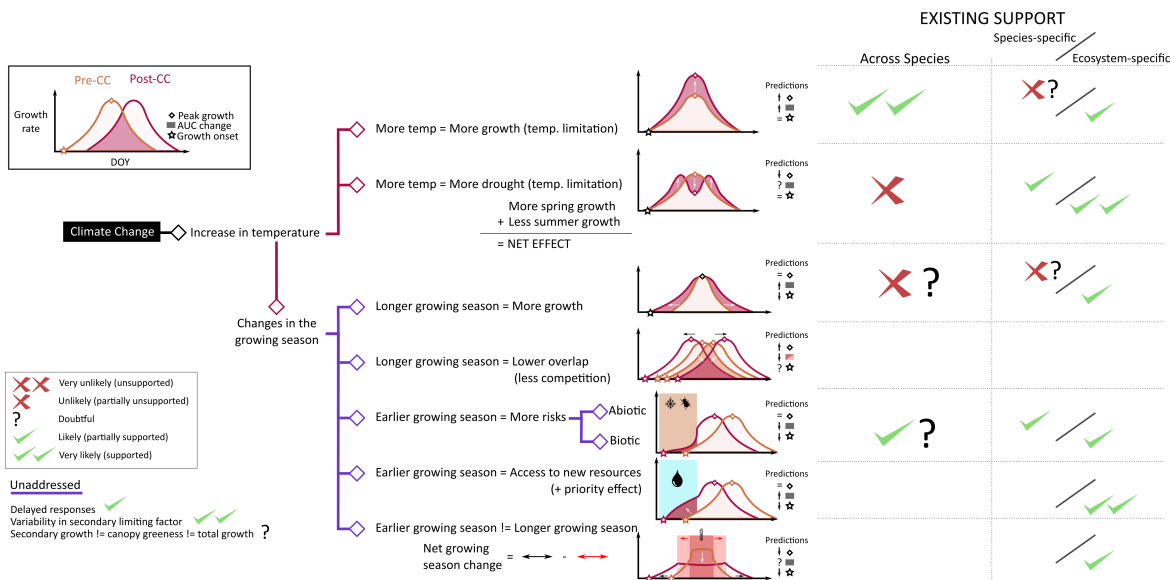 EXISTING SUPPORT
Species-specific
Across Species
Ecosystem-specific
Pre-CC
Post-CC
Growth
rate
Peak growth
AUC change
Growth onset
DOY
More temp = More growth (temp. limitation)
Predictions
=
?
More temp = More drought (temp. limitation)
More spring growth
+ Less summer growth
= NET EFFECT
Predictions
?
=
Climate Change
Increase in temperature
Changes in the
growing season
Longer growing season = More growth
Predictions
=
?
?
Longer growing season = Lower overlap
(less competition)
Predictions
?
Earlier growing season = More risks
Abiotic
Biotic
Predictions
=
?
Earlier growing season = Access to new resources
(+ priority effect)
Predictions
=
Earlier growing season != Longer growing season
Net growing
season change
=
-
Predictions
?
Very unlikely (unsupported)
Unlikely (partially unsupported)
?
Doubtful
Likely (partially supported)
Very likely (supported)
Unaddressed
Delayed responses
Variability in secondary limiting factor
Secondary growth != canopy greeness != total growth ?